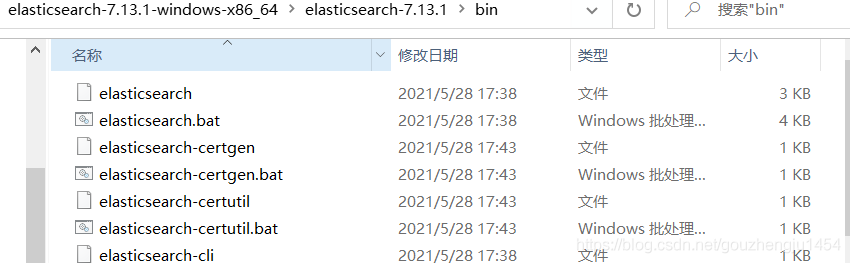 elasticsearch-7.13.1-windows-x86_64 > elasticsearch-7.13.1 > bin 搜索"bin"
名称 修改日期 类型 大小
elasticsearch 2021/5/28 17:38 文件 3 KB
elasticsearch.bat 2021/5/28 17:38 Windows 批处理... 4 KB
elasticsearch-certgen 2021/5/28 17:43 文件 1 KB
elasticsearch-certgen.bat 2021/5/28 17:43 Windows 批处理... 1 KB
elasticsearch-certutil 2021/5/28 17:43 文件 1 KB
elasticsearch-certutil.bat 2021/5/28 17:43 Windows 批处理... 1 KB
elasticsearch-cli 2021/5/28 17:38 文件 1 KB
https://blog.csdn.net/gouzhengju1454